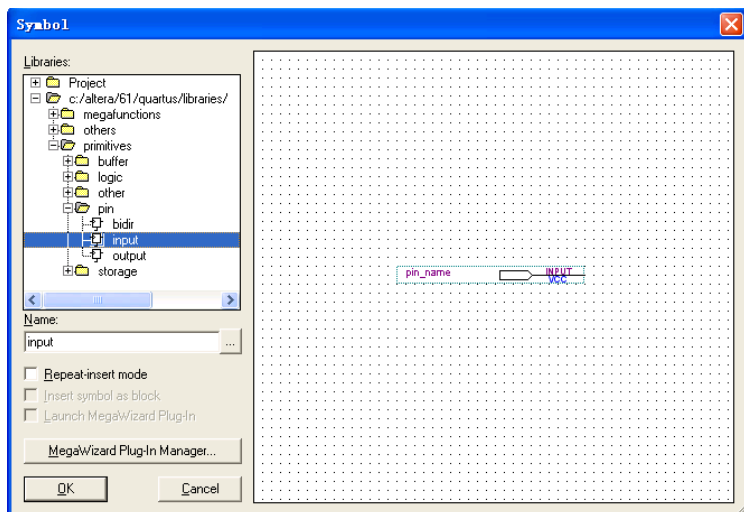 Symbol
Libraries:
Project
c:/altera/61/quartus/libraries/
megafunctions
others
primitives
buffer
logic
other
pin
bidir
input
output
storage
Name:
input
...
Repeat-insert mode
Insert symbol as block
Launch MegaWizard Plug-In
MegaWizard Plug-In Manager...
OK
Cancel
pin_name
INPUT
VCC